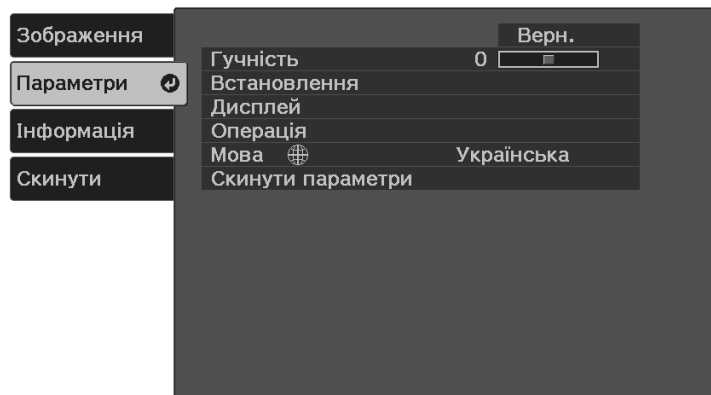 Зображення
Параметри
Інформація
Скинути
Верн.
Гучність 0
Встановлення
Дисплей
Операція
Мова Українська
Скинути параметри